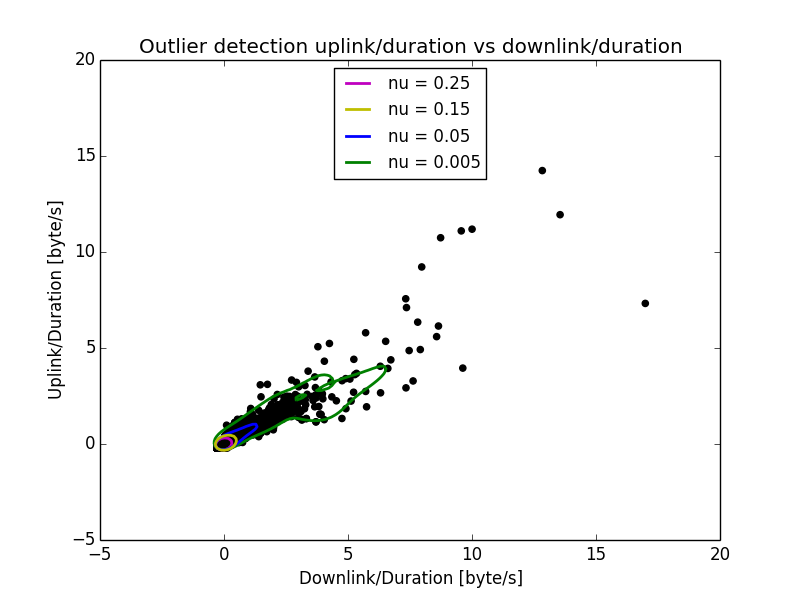 Outlier detection uplink/duration vs downlink/duration
nu = 0.25
nu = 0.15
nu = 0.05
nu = 0.005
20
15
10
5
0
−5
Uplink/Duration [byte/s]
−5
0
5
10
15
20
Downlink/Duration [byte/s]